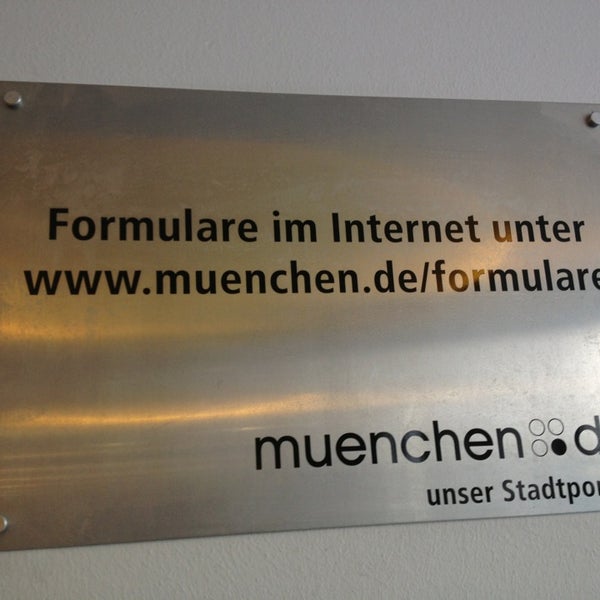 Formulare im Internet unter
www.muenchen.de/formulare
muenchen.d
unser Stadtpor